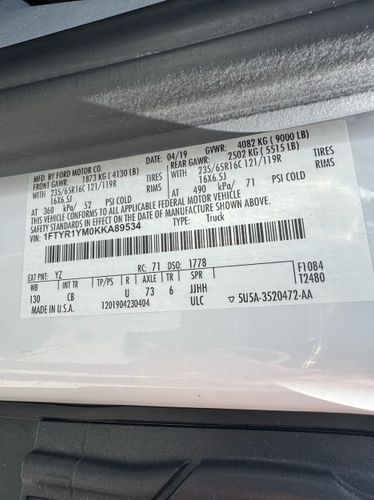 MFD. BY FORD MOTOR CO. DATE: 04/19 GVWR: 4082 KG ( 9000 LB)
FRONT GAWR: 1873 KG ( 4130 LB) REAR GAWR: 2502 KG ( 5515 LB)
WITH 235/65R16C 121/119R TIRES WITH 235/65R16C 121/119R TIRES
16X6.5J RIMS 16X6.5J RIMS
AT 360 kPa/ 52 PSI COLD AT 490 kPa/ 71 PSI COLD
THIS VEHICLE CONFORMS TO ALL APPLICABLE FEDERAL MOTOR VEHICLE
SAFETY STANDARDS IN EFFECT ON THE DATE OF MANUFACTURE SHOWN ABOVE.
VIN: 1FTYR1YM0KKA89534 TYPE: Truck
EXT PNT: YZ RC: 71 DSO: 1778 F1084
WB INT TR TP/PS R AXLE TR SPR T2480
130 CB U 73 6 JJHH
MADE IN U.S.A. 1201904230404 ULC 5U5A-3520472-AA